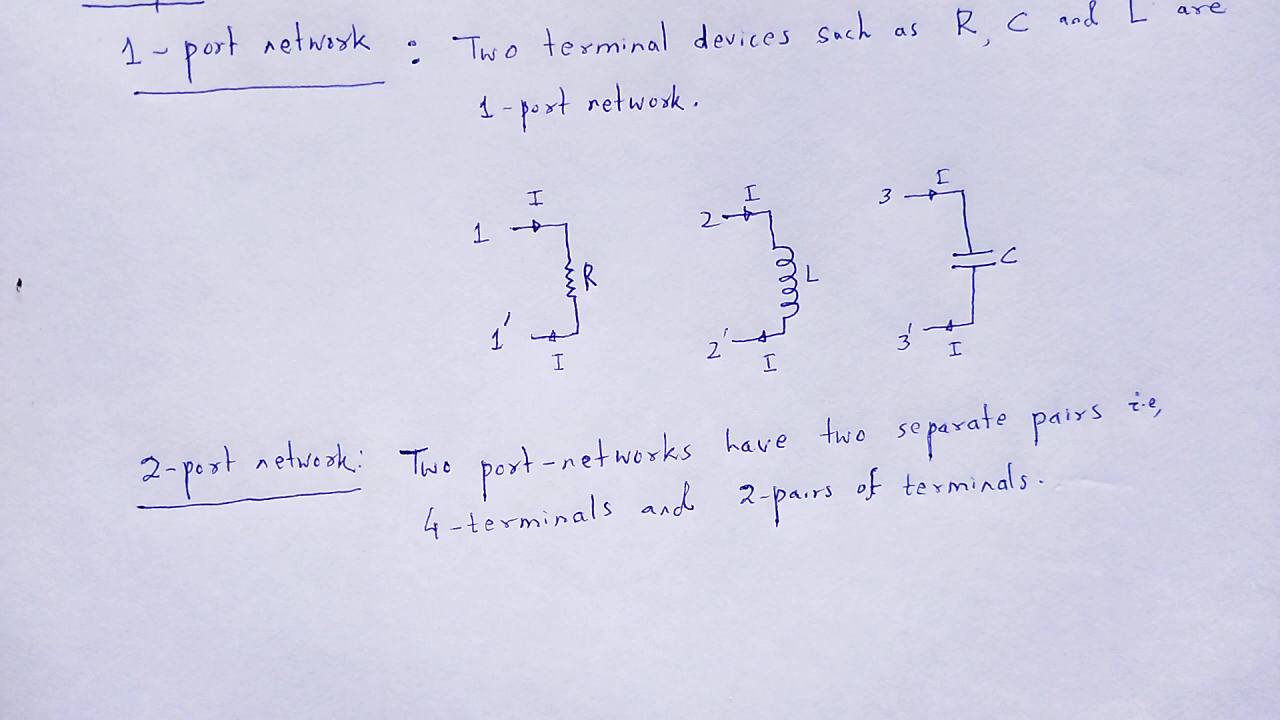 1-port network : Two terminal devices such as R, C and L are
1-port network.
I
1
R
1'
I
I
2
L
2'
I
I
3
C
3'
I
2-port network: Two port-networks have two separate pairs i.e,
4-terminals and 2-pairs of terminals.